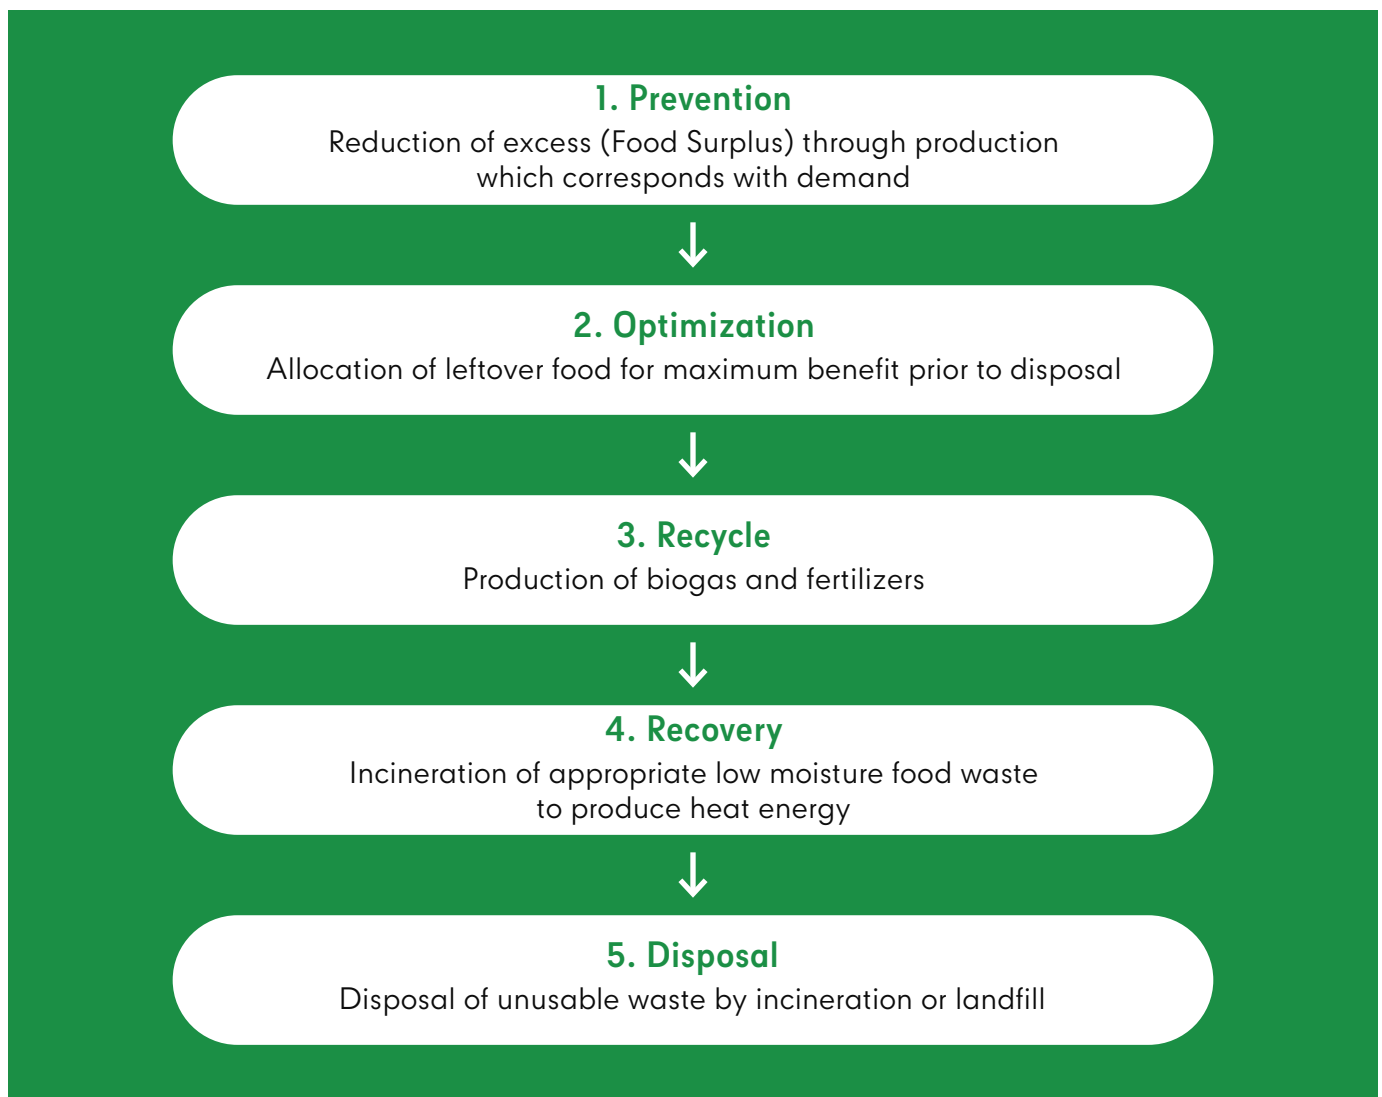 1. Prevention
Reduction of excess (Food Surplus) through production
which corresponds with demand
2. Optimization
Allocation of leftover food for maximum benefit prior to disposal
3. Recycle
Production of biogas and fertilizers
4. Recovery
Incineration of appropriate low moisture food waste
to produce heat energy
5. Disposal
Disposal of unusable waste by incineration or landfill